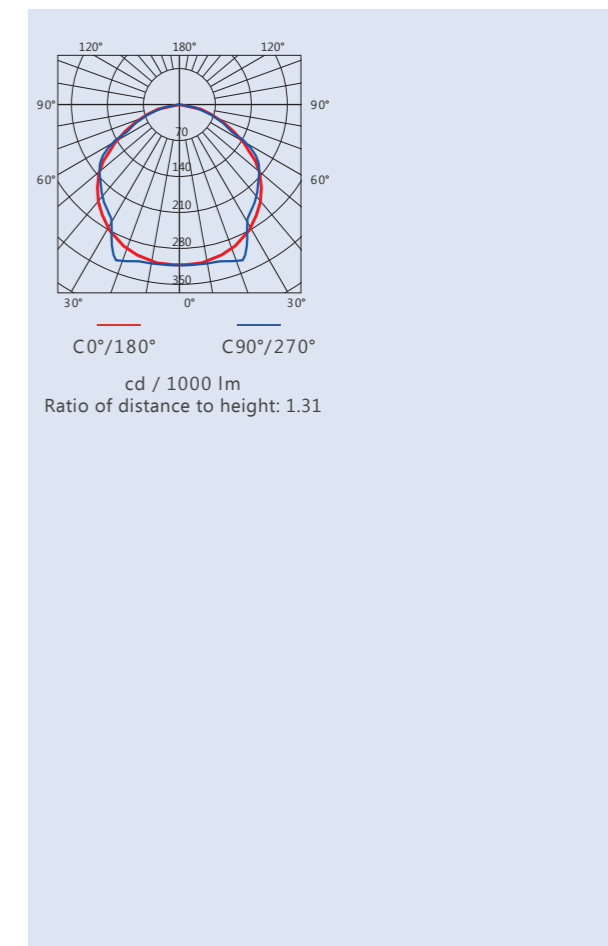 120° 180° 120°
90° 90°
70
140
60° 60°
210
280
350
30° 0° 30°
C0°/180° C90°/270°
cd / 1000 lm
Ratio of distance to height: 1.31